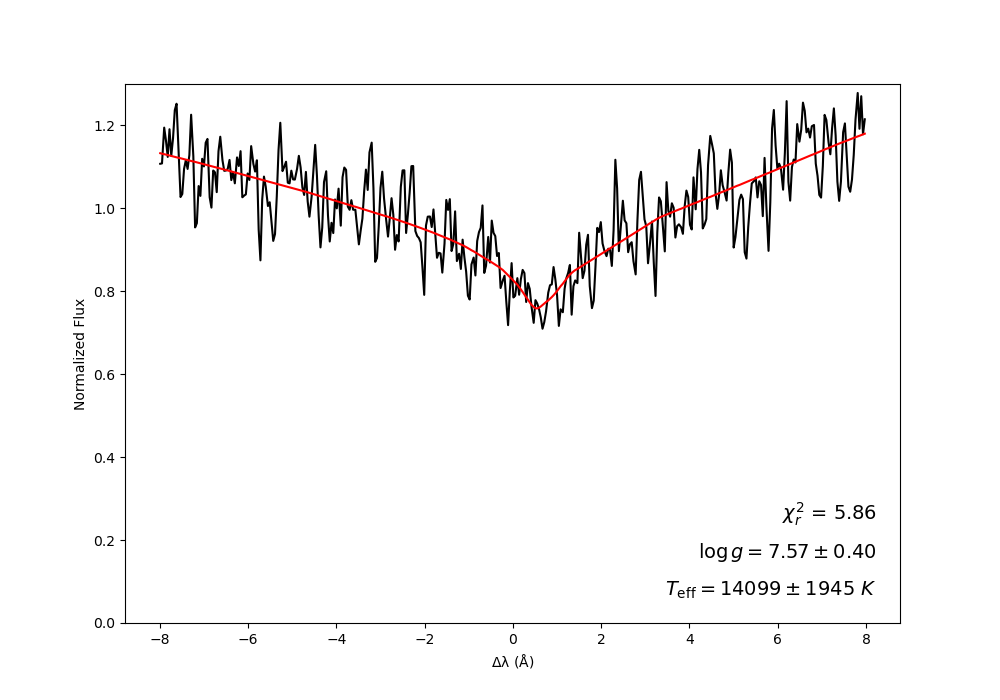 1.2
1.0
0.8
0.6
0.4
0.2
0.0
Normalized Flux
χ²ᵣ = 5.86
log g = 7.57 ± 0.40
T_eff = 14099 ± 1945 K
−8 −6 −4 −2 0 2 4 6 8
Δλ (Å)